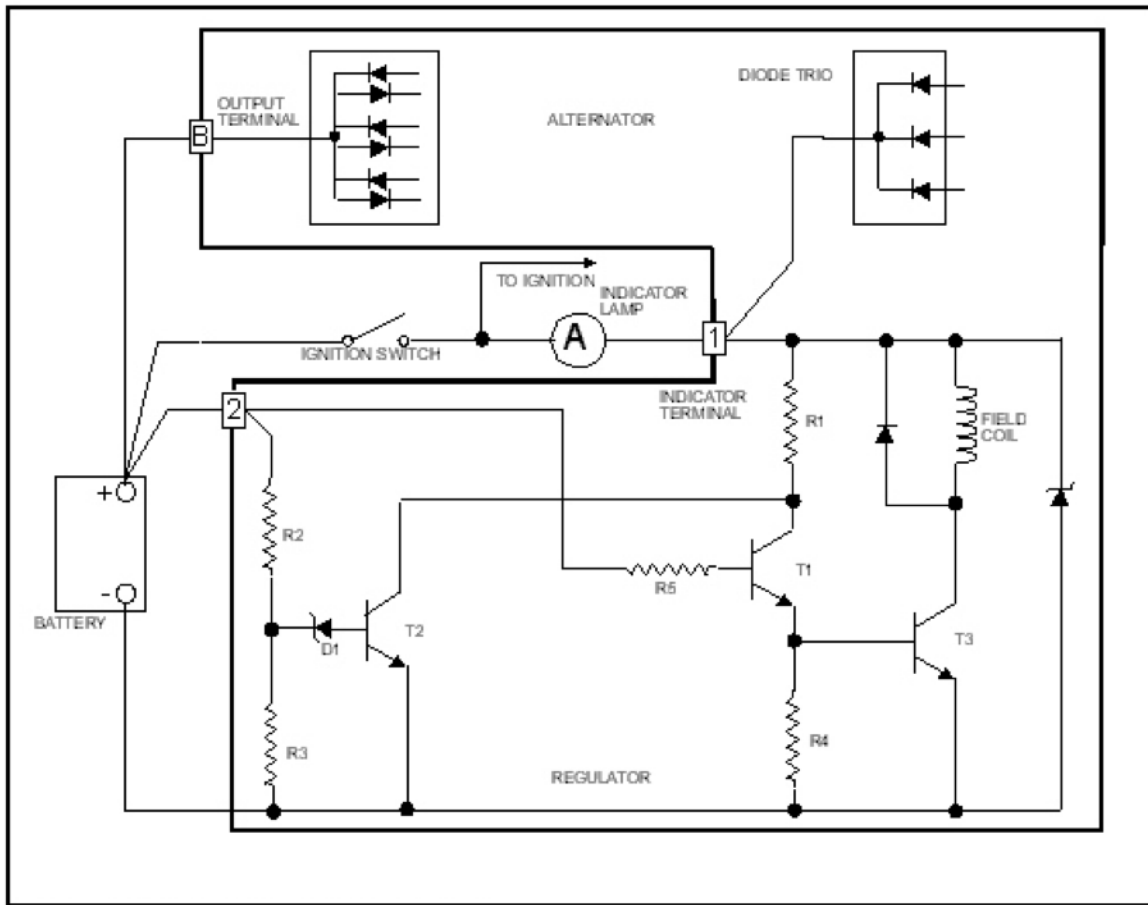 OUTPUT
TERMINAL
DIODE TRIO
B
ALTERNATOR
TO IGNITION
INDICATOR
LAMP
A
1
IGNITION SWITCH
2
INDICATOR
TERMINAL
R1
FIELD
COIL
+
R2
R5
T1
-
BATTERY
D1
T2
T3
R3
R4
REGULATOR